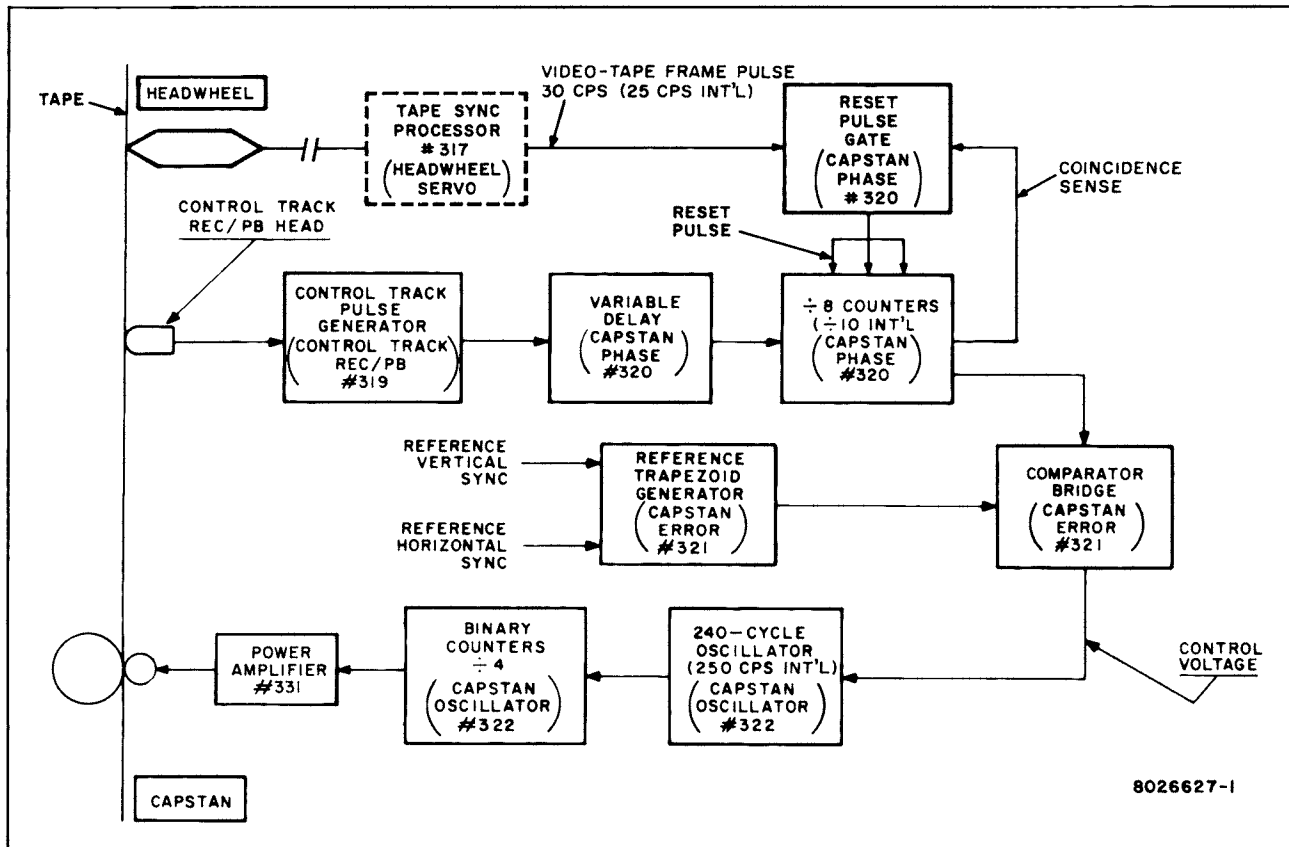 HEADWHEEL
TAPE
TAPE SYNC
PROCESSOR
# 317
(HEADWHEEL
SERVO)
VIDEO-TAPE FRAME PULSE
30 CPS (25 CPS INT'L)
RESET
PULSE
GATE
(CAPSTAN
PHASE
# 320)
COINCIDENCE
SENSE
CONTROL TRACK
REC/PB HEAD
RESET
PULSE
CONTROL TRACK
PULSE
GENERATOR
(CONTROL TRACK
REC/PB
#319)
VARIABLE
DELAY
(CAPSTAN
PHASE
#320)
÷8 COUNTERS
(÷10 INT'L
(CAPSTAN
PHASE
#320)
REFERENCE
VERTICAL
SYNC
REFERENCE
HORIZONTAL
SYNC
REFERENCE
TRAPEZOID
GENERATOR
(CAPSTAN
ERROR
#321)
COMPARATOR
BRIDGE
(CAPSTAN
ERROR
#321)
POWER
AMPLIFIER
#331
BINARY
COUNTERS
÷4
(CAPSTAN
OSCILLATOR
#322)
240-CYCLE
OSCILLATOR
(250 CPS INT'L)
(CAPSTAN
OSCILLATOR
#322)
CONTROL
VOLTAGE
CAPSTAN
8026627-1